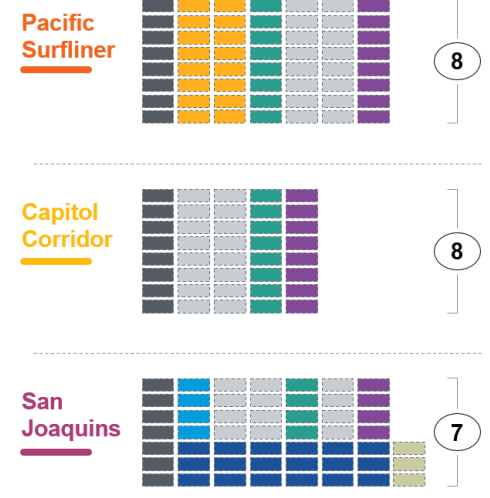 Pacific
Surfliner
8
Capitol
Corridor
8
San
Joaquins
7